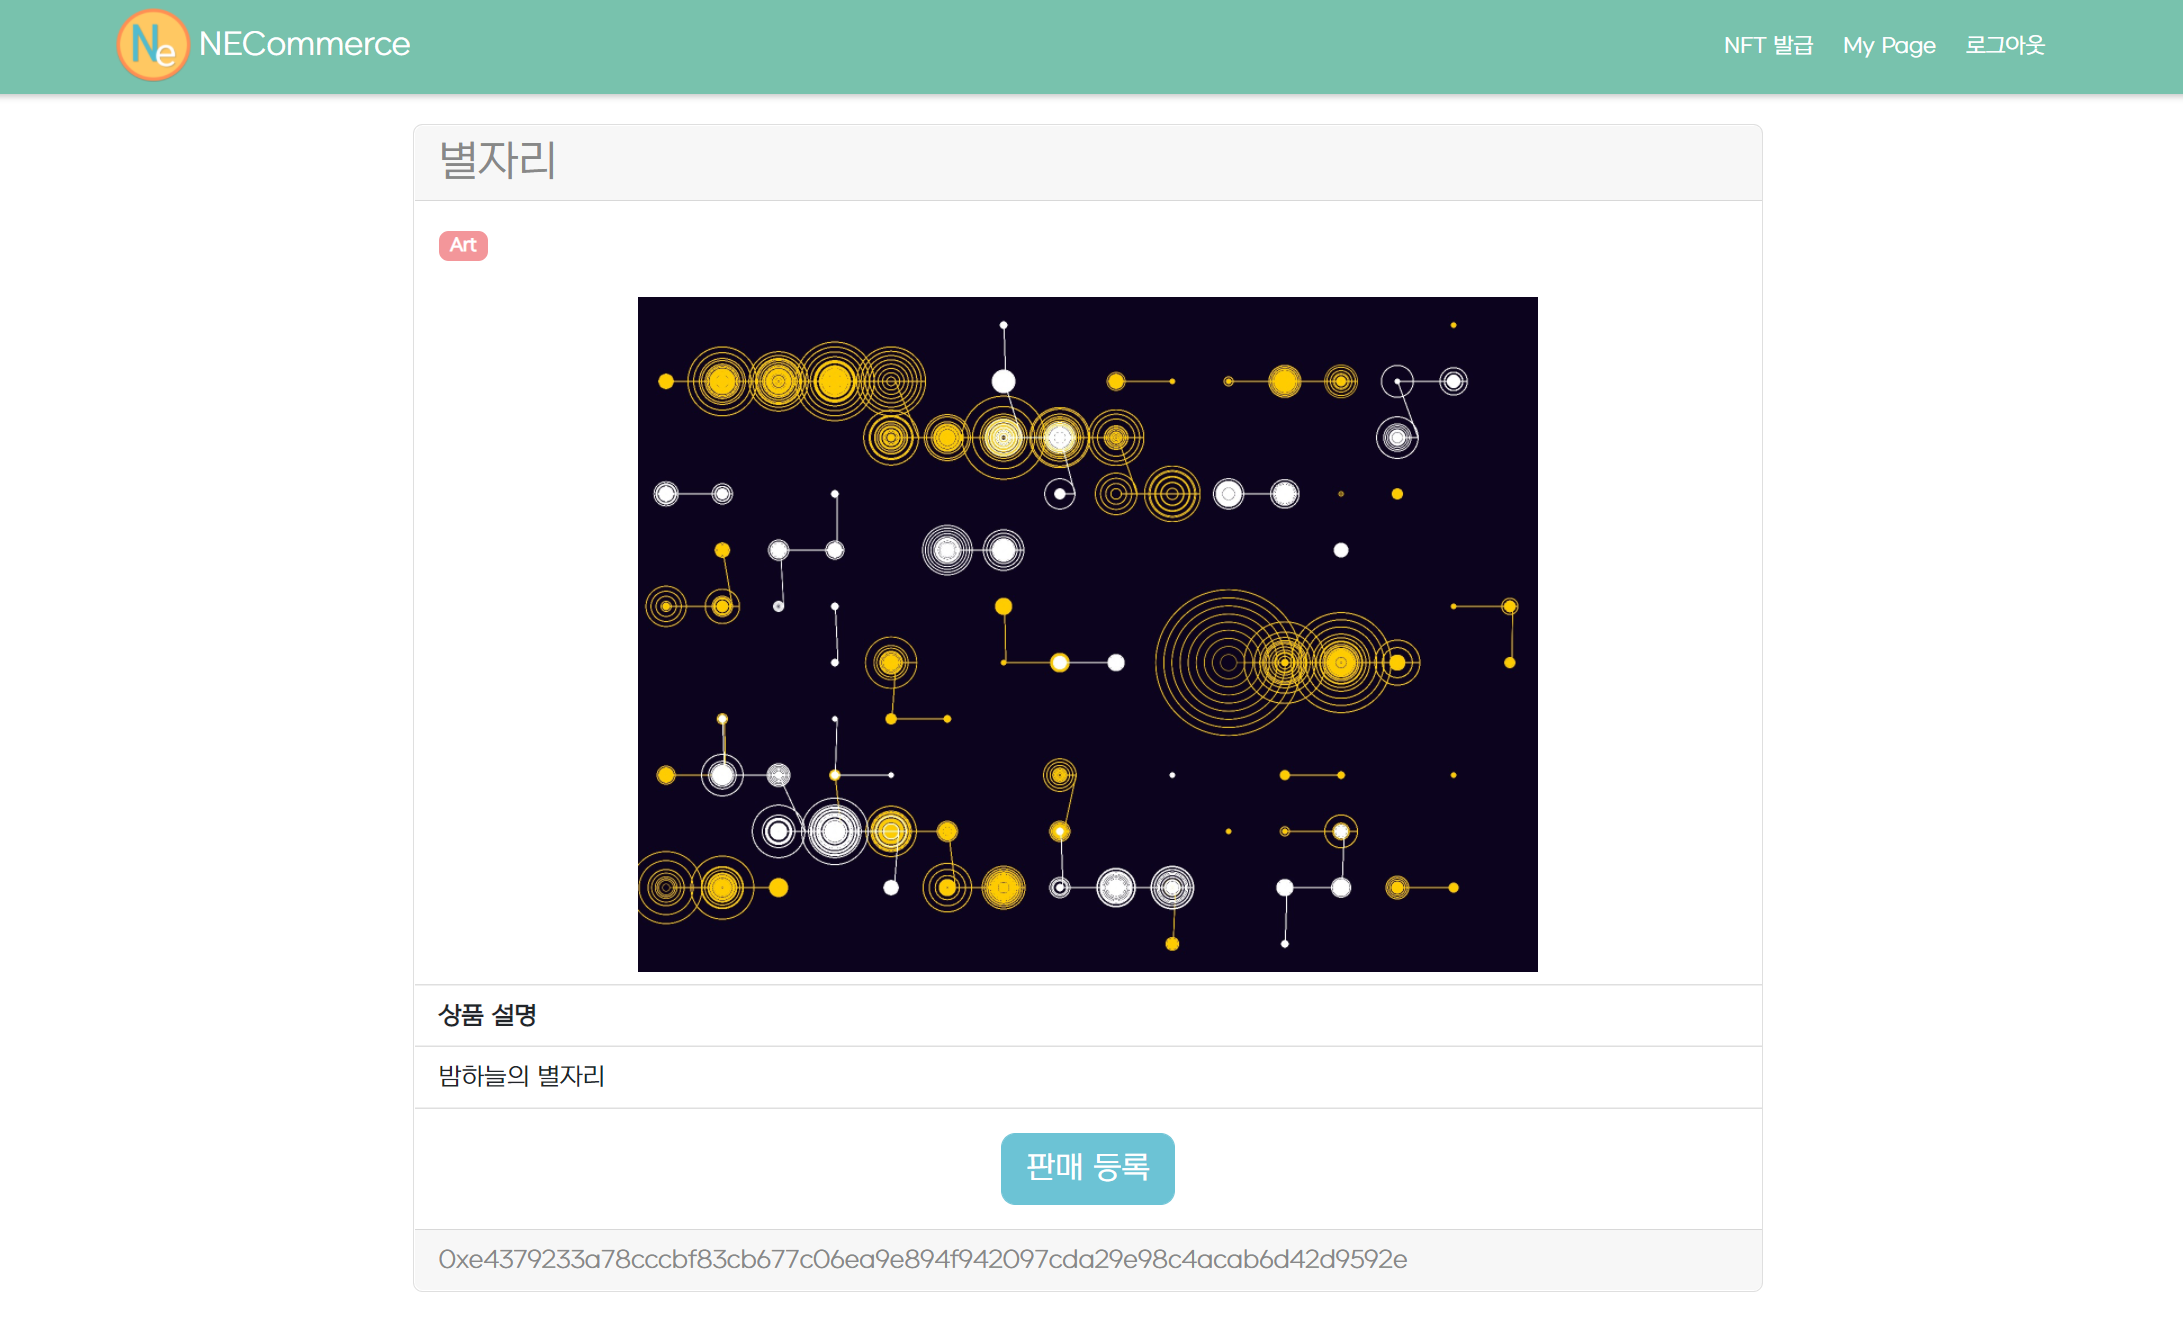 Ne NECommerce
NFT 발급 My Page 로그아웃
별자리
Art
상품 설명
밤하늘의 별자리
판매 등록
0xe4379233a78cccbf83cb677c06ea9e894f942097cda29e98c4acab6d42d9592e